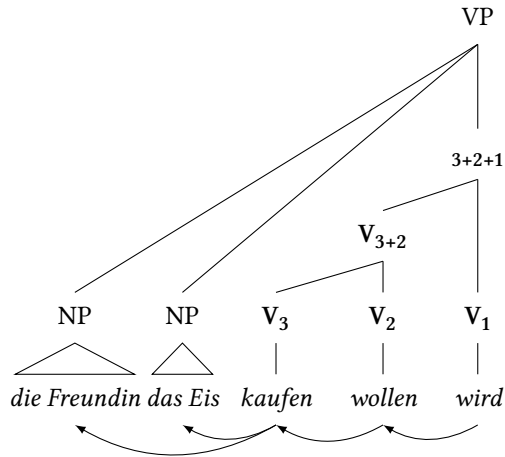 VP
3+2+1
V3+2
NP NP V3 V2 V1
die Freundin das Eis kaufen wollen wird